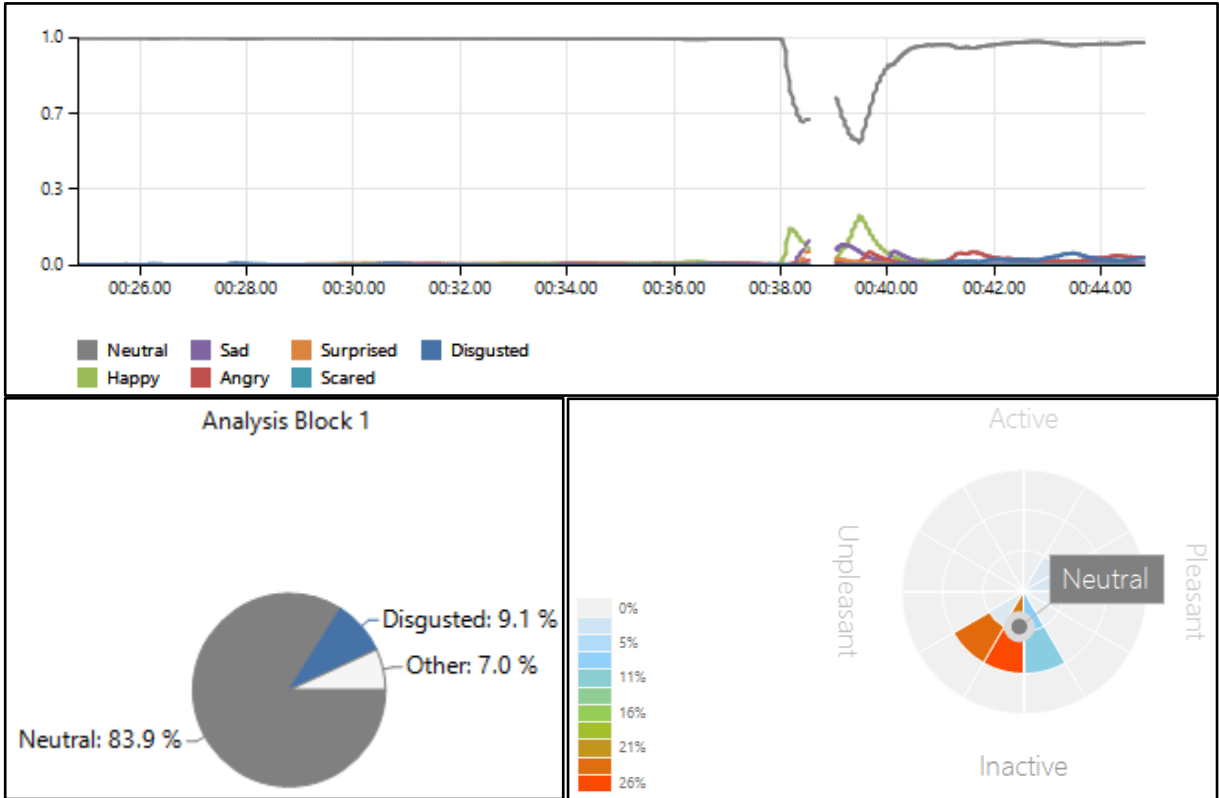 1.0
0.7
0.3
0.0
00:26.00 00:28.00 00:30.00 00:32.00 00:34.00 00:36.00 00:38.00 00:40.00 00:42.00 00:44.00
Neutral Sad Surprised Disgusted
Happy Angry Scared
Analysis Block 1
Disgusted: 9.1 %
Other: 7.0 %
Neutral: 83.9 %
Active
Unpleasant
Pleasant
Neutral
Inactive
0%
5%
11%
16%
21%
26%